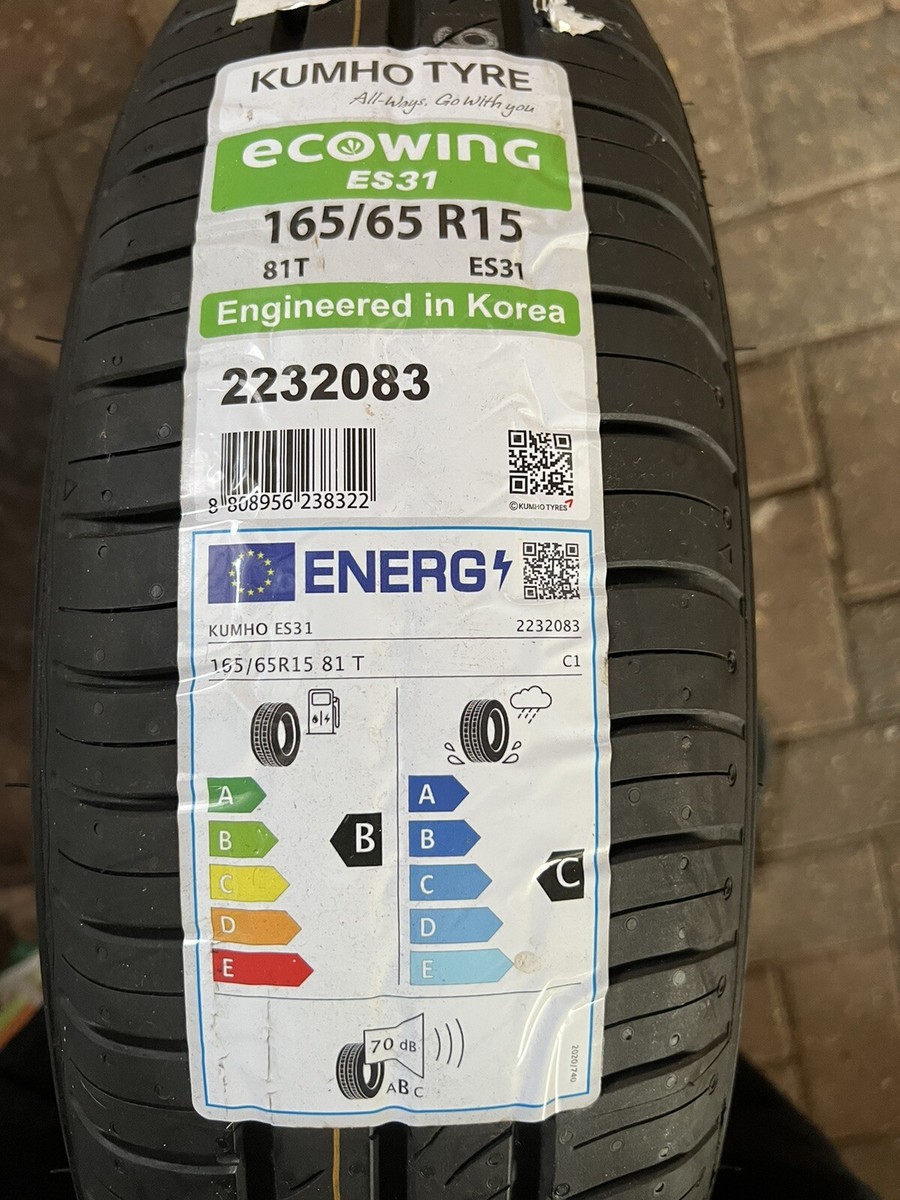 KUMHO TYRE
All-Ways, Go With you
ecowing
ES31
165/65 R15
81T ES31
Engineered in Korea
2232083
8 808956 238322
© KUMHO TYRES
ENERG
KUMHO ES31 2232083
165/65R15 81 T C1
A A
B B B
C C C
D D
E E
70 dB
ABC
2020/740